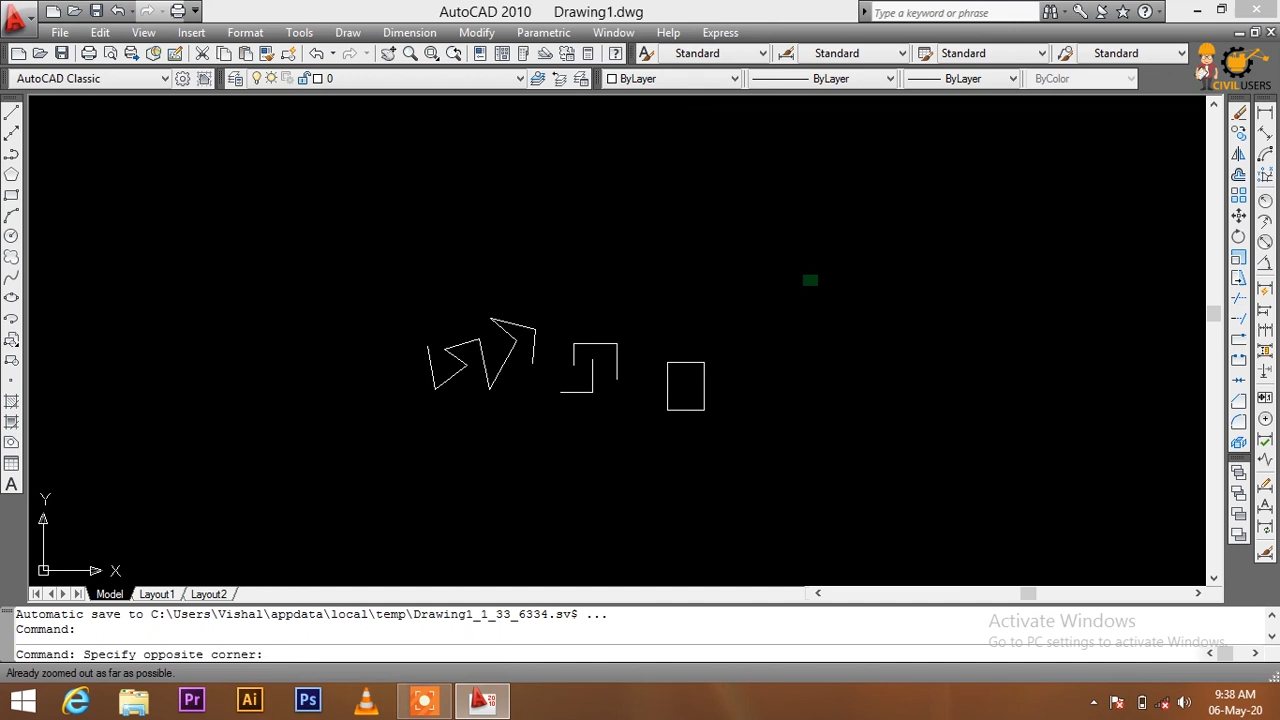 AutoCAD 2010 Drawing1.dwg
Type a keyword or phrase
File Edit View Insert Format Tools Draw Dimension Modify Parametric Window Help Express
Standard Standard Standard Standard
AutoCAD Classic 0 ByLayer ByLayer ByLayer ByColor
CIVIL USERS
A
Y
X
Model Layout1 Layout2
Automatic save to C:\Users\Vishal\appdata\local\temp\Drawing1_1_33_6334.sv$ ...
Command:
Command: Specify opposite corner:
Activate Windows
Go to PC settings to activate Windows.
Already zoomed out as far as possible.
Pr Ai Ps
9:38 AM
06-May-20